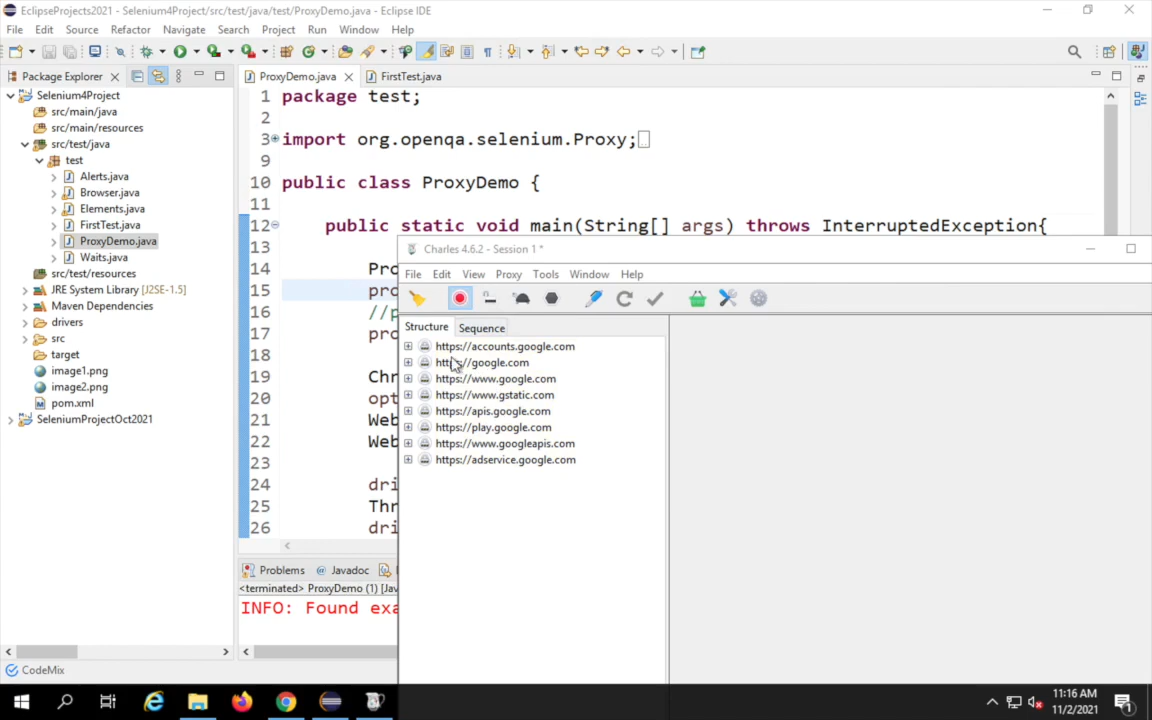 EclipseProjects2021 - Selenium4Project/src/test/java/test/ProxyDemo.java - Eclipse IDE
File Edit Source Refactor Navigate Search Project Run Window Help
Package Explorer
ProxyDemo.java
FirstTest.java
Selenium4Project
src/main/java
src/main/resources
src/test/java
test
Alerts.java
Browser.java
Elements.java
FirstTest.java
ProxyDemo.java
Waits.java
src/test/resources
JRE System Library [J2SE-1.5]
Maven Dependencies
drivers
src
target
image1.png
image2.png
pom.xml
SeleniumProjectOct2021
1 package test;
2
3 import org.openqa.selenium.Proxy;
9
10 public class ProxyDemo {
11
12 public static void main(String[] args) throws InterruptedException{
13
14 Pro
15 pro
16 //p
17 pro
18
19 Chr
20 opt
21 Web
22 Web
23
24 dri
25 Thr
26 dri
Charles 4.6.2 - Session 1 *
File Edit View Proxy Tools Window Help
Structure Sequence
https://accounts.google.com
https://google.com
https://www.google.com
https://www.gstatic.com
https://apis.google.com
https://play.google.com
https://www.googleapis.com
https://adservice.google.com
Problems @ Javadoc
<terminated> ProxyDemo (1) [Jav
INFO: Found exa
CodeMix
11:16 AM
11/2/2021
1